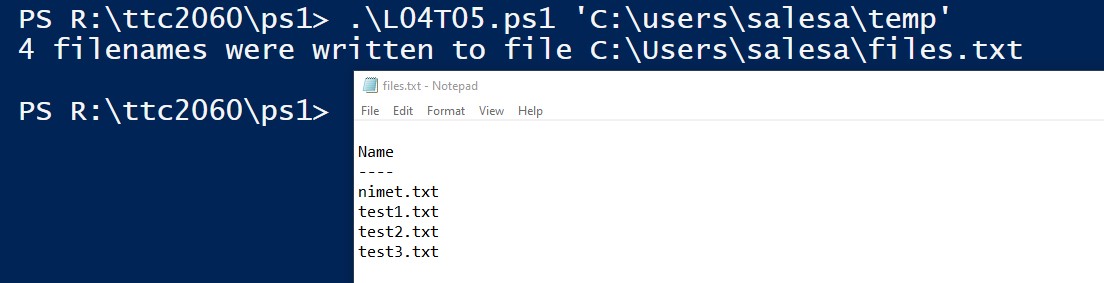 PS R:\ttc2060\ps1> .\L04T05.ps1 'C:\users\salesa\temp'
4 filenames were written to file C:\Users\salesa\files.txt
PS R:\ttc2060\ps1>
files.txt - Notepad
File Edit Format View Help
Name
----
nimet.txt
test1.txt
test2.txt
test3.txt